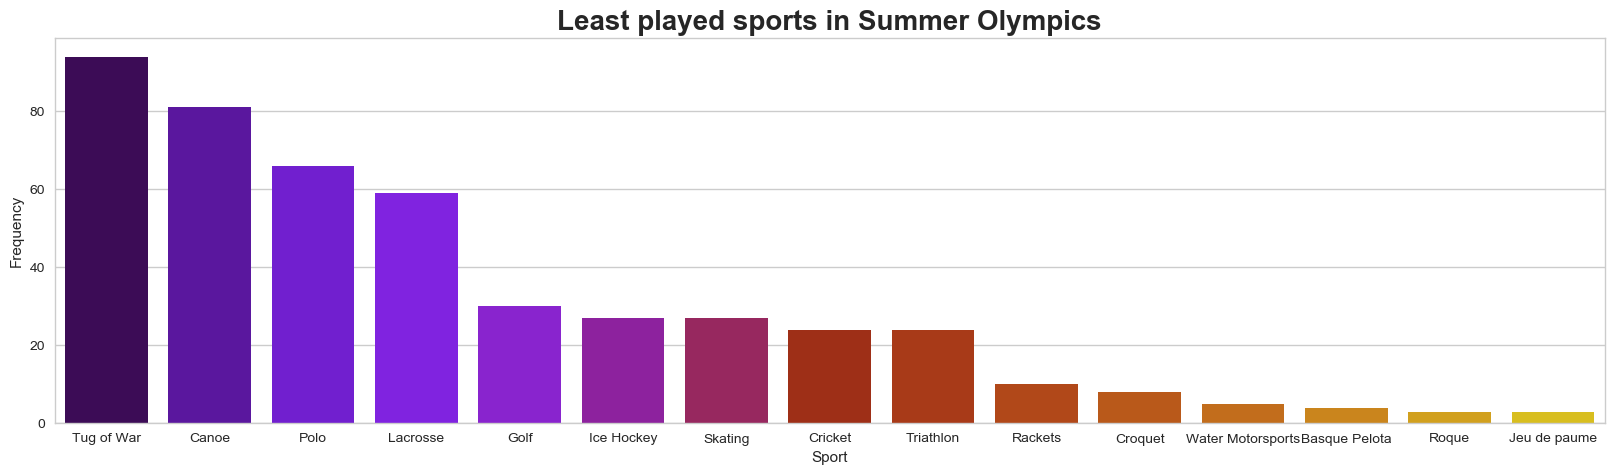 Least played sports in Summer Olympics
Frequency
80
60
40
20
0
Tug of War Canoe Polo Lacrosse Golf Ice Hockey Skating Cricket Triathlon Rackets Croquet Water Motorsports Basque Pelota Roque Jeu de paume
Sport